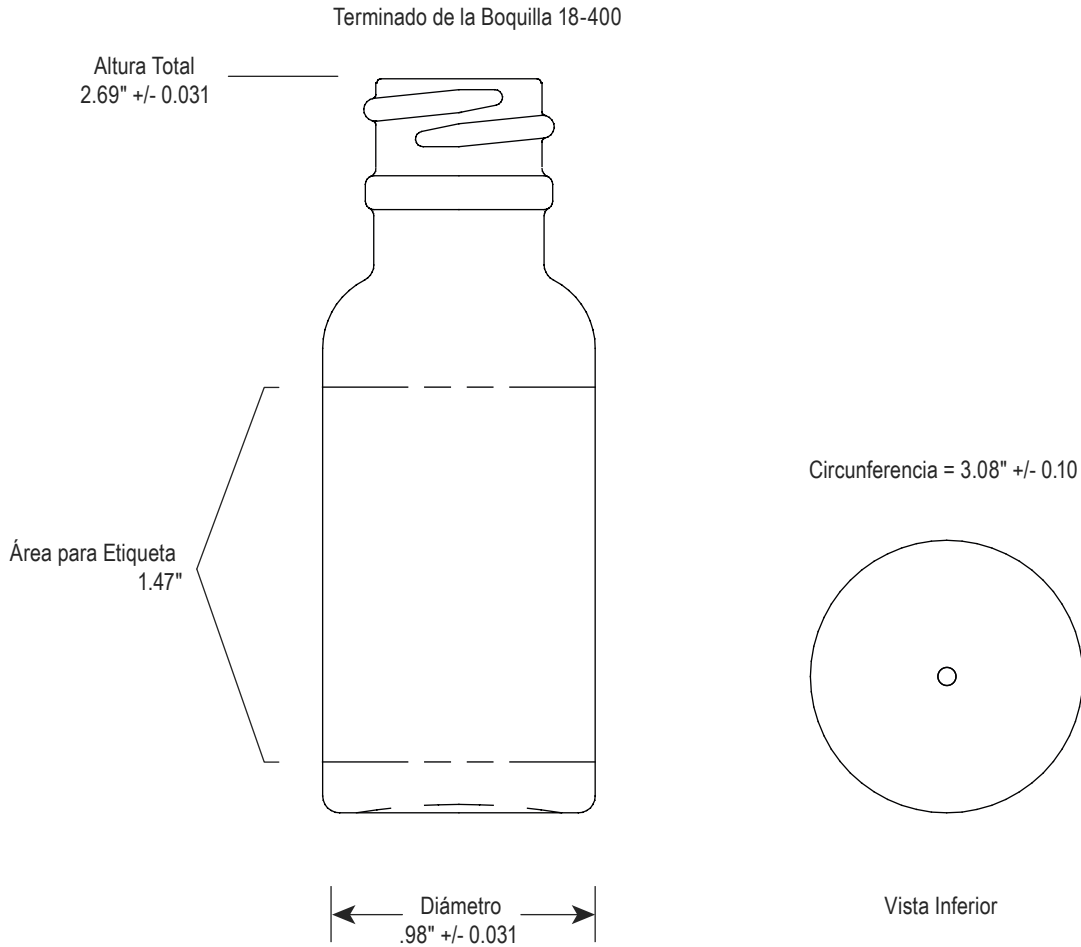 Terminado de la Boquilla 18-400
Altura Total
2.69" +/- 0.031
Circunferencia = 3.08" +/- 0.10
Área para Etiqueta
1.47"
Diámetro
.98" +/- 0.031
Vista Inferior